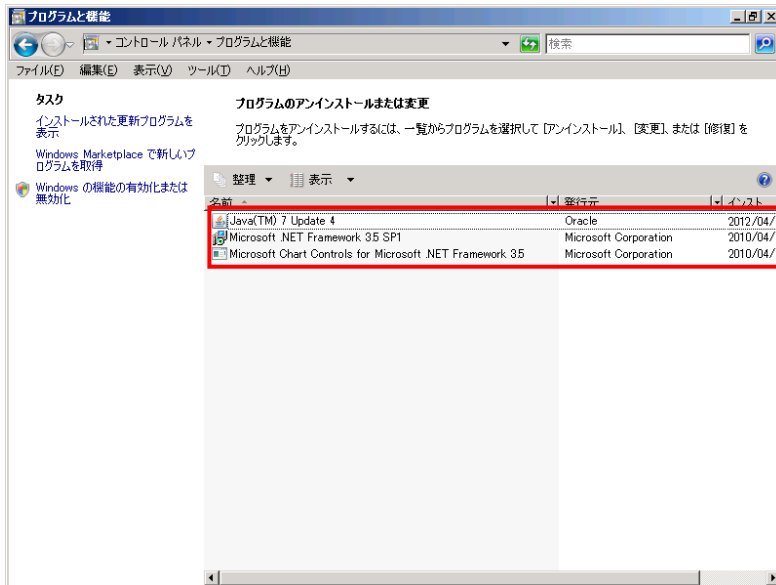 プログラムと機能
コントロール パネル プログラムと機能
検索
ファイル(F) 編集(E) 表示(V) ツール(T) ヘルプ(H)
タスク
インストールされた更新プログラムを
表示
Windows Marketplace で新しいプ
ログラムを取得
Windows の機能の有効化または
無効化
プログラムのアンインストールまたは変更
プログラムをアンインストールするには、一覧からプログラムを選択して [アンインストール]、[変更]、または [修復] を
クリックします。
整理 表示
名前 発行元 インスト
Java(TM) 7 Update 4 Oracle 2012/04/
Microsoft .NET Framework 3.5 SP1 Microsoft Corporation 2010/04/
Microsoft Chart Controls for Microsoft .NET Framework 3.5 Microsoft Corporation 2010/04/